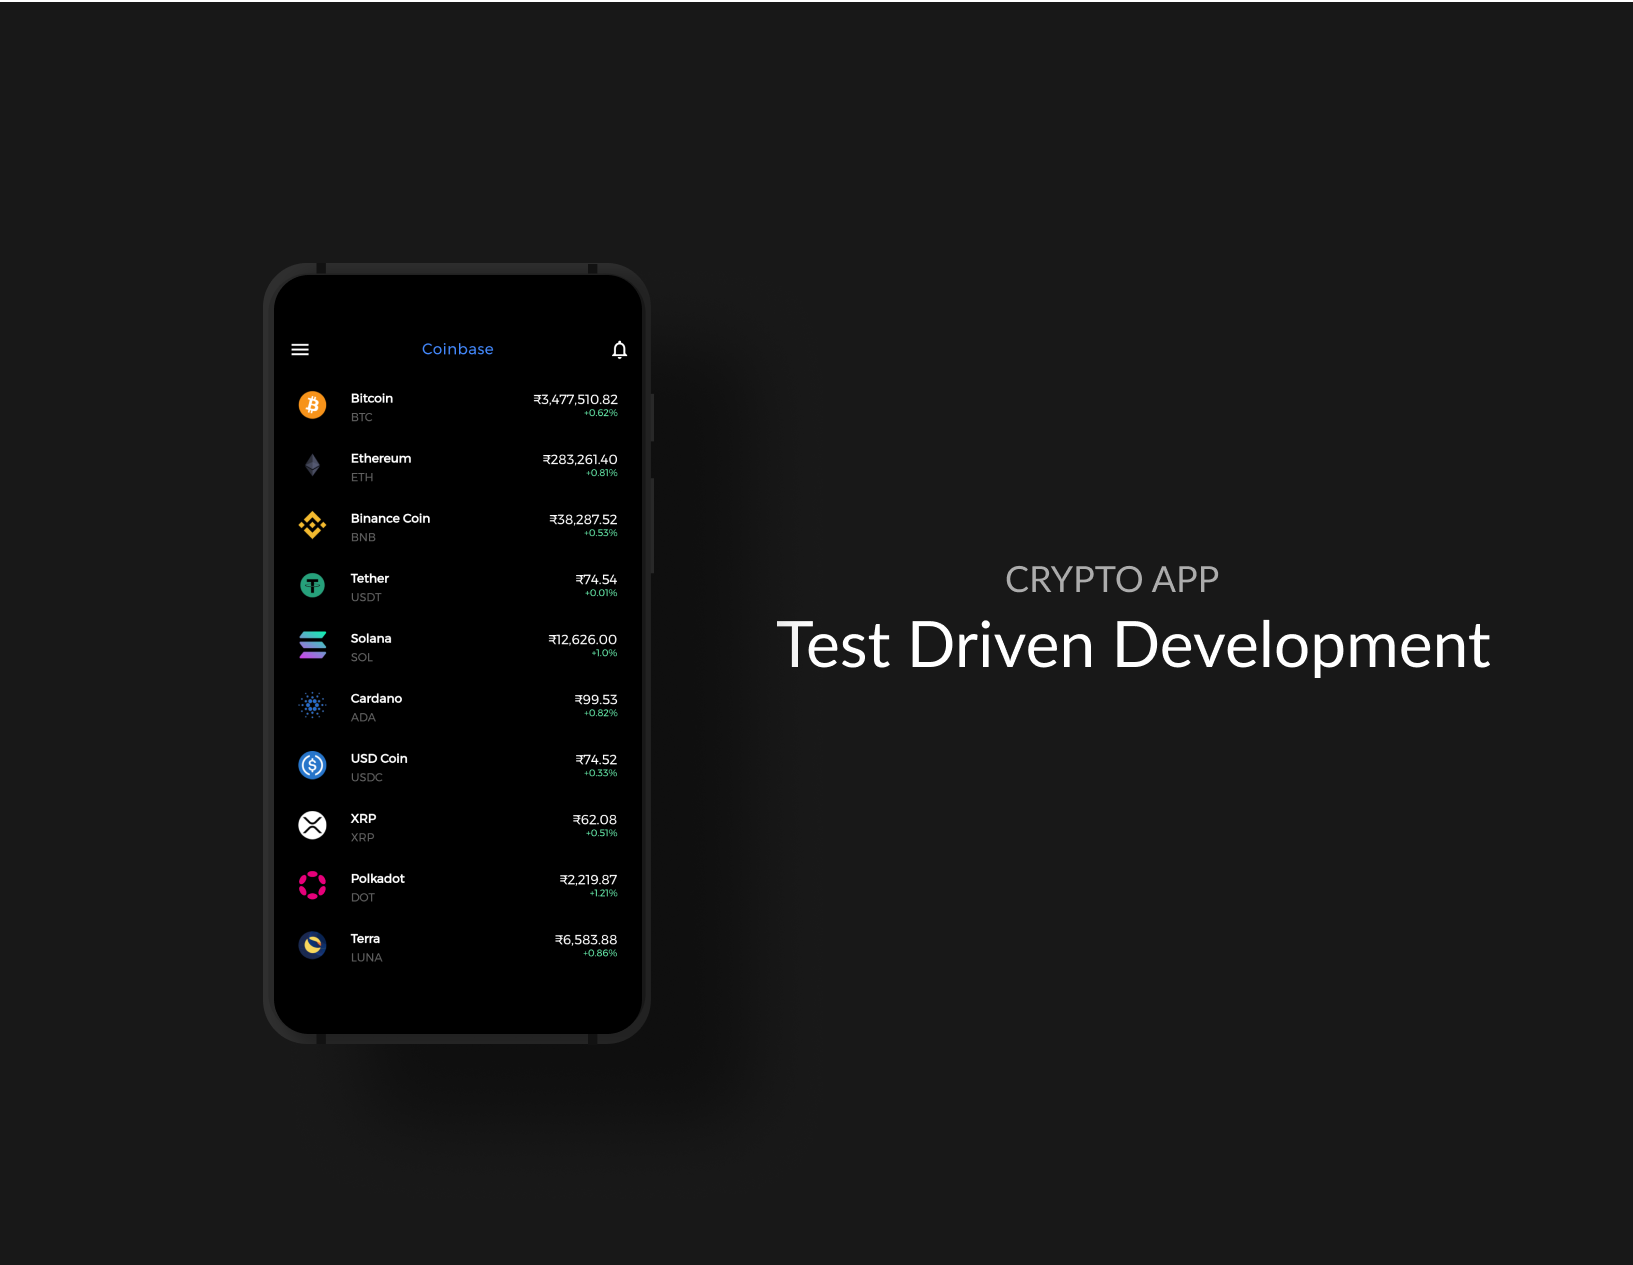 Coinbase
Bitcoin ₹3,477,510.82
BTC +0.62%
Ethereum ₹283,261.40
ETH +0.81%
Binance Coin ₹38,287.52
BNB +0.53%
Tether ₹74.54
USDT +0.01%
Solana ₹12,626.00
SOL +1.0%
Cardano ₹99.53
ADA +0.82%
USD Coin ₹74.52
USDC +0.33%
XRP ₹62.08
XRP +0.51%
Polkadot ₹2,219.87
DOT +1.21%
Terra ₹6,583.88
LUNA +0.86%
CRYPTO APP
Test Driven Development